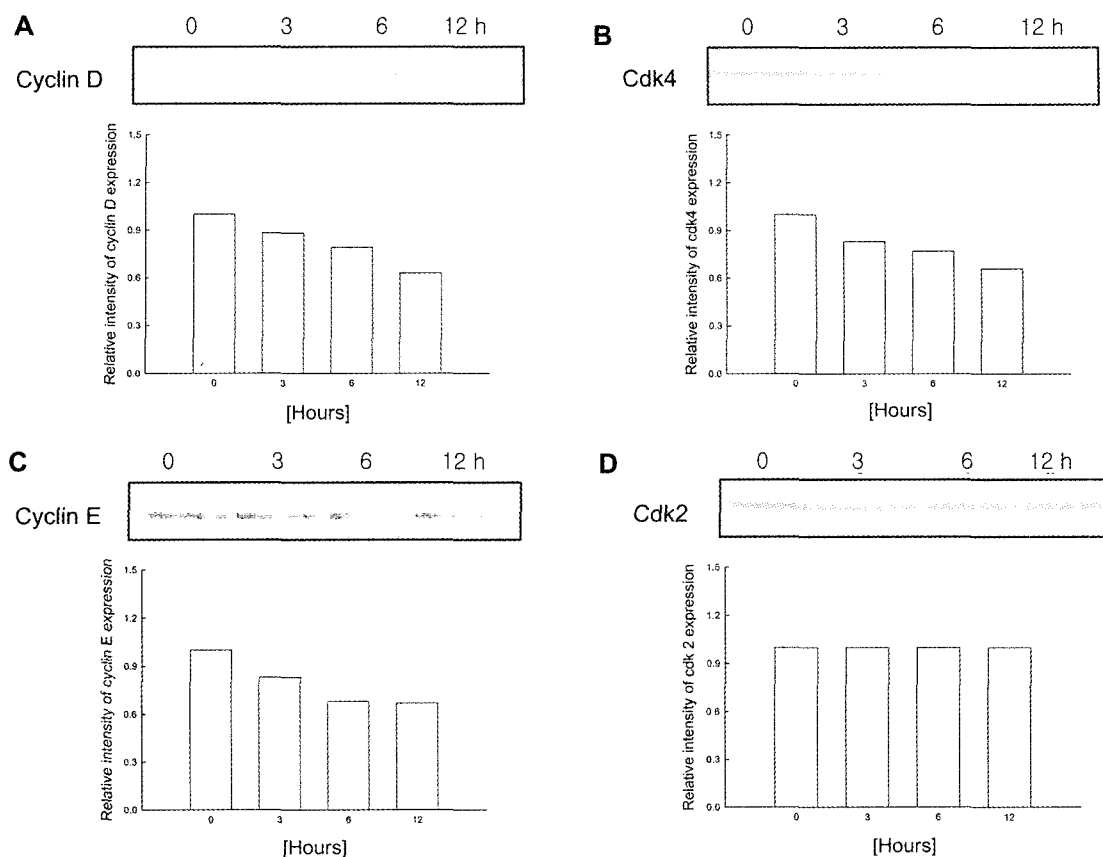 A
0 3 6 12 h
Cyclin D
Relative intensity of cyclin D expression
1.5
1.2
0.9
0.6
0.3
0.0
0 3 6 12
[Hours]
B
0 3 6 12 h
Cdk4
Relative intensity of cdk4 expression
1.5
1.2
0.9
0.6
0.3
0.0
0 3 6 12
[Hours]
C
0 3 6 12 h
Cyclin E
Relative intensity of cyclin E expression
1.5
1.2
0.9
0.6
0.3
0.0
0 3 6 12
[Hours]
D
0 3 6 12 h
Cdk2
Relative intensity of cdk 2 expression
1.5
1.2
0.9
0.6
0.3
0.0
0 3 6 12
[Hours]